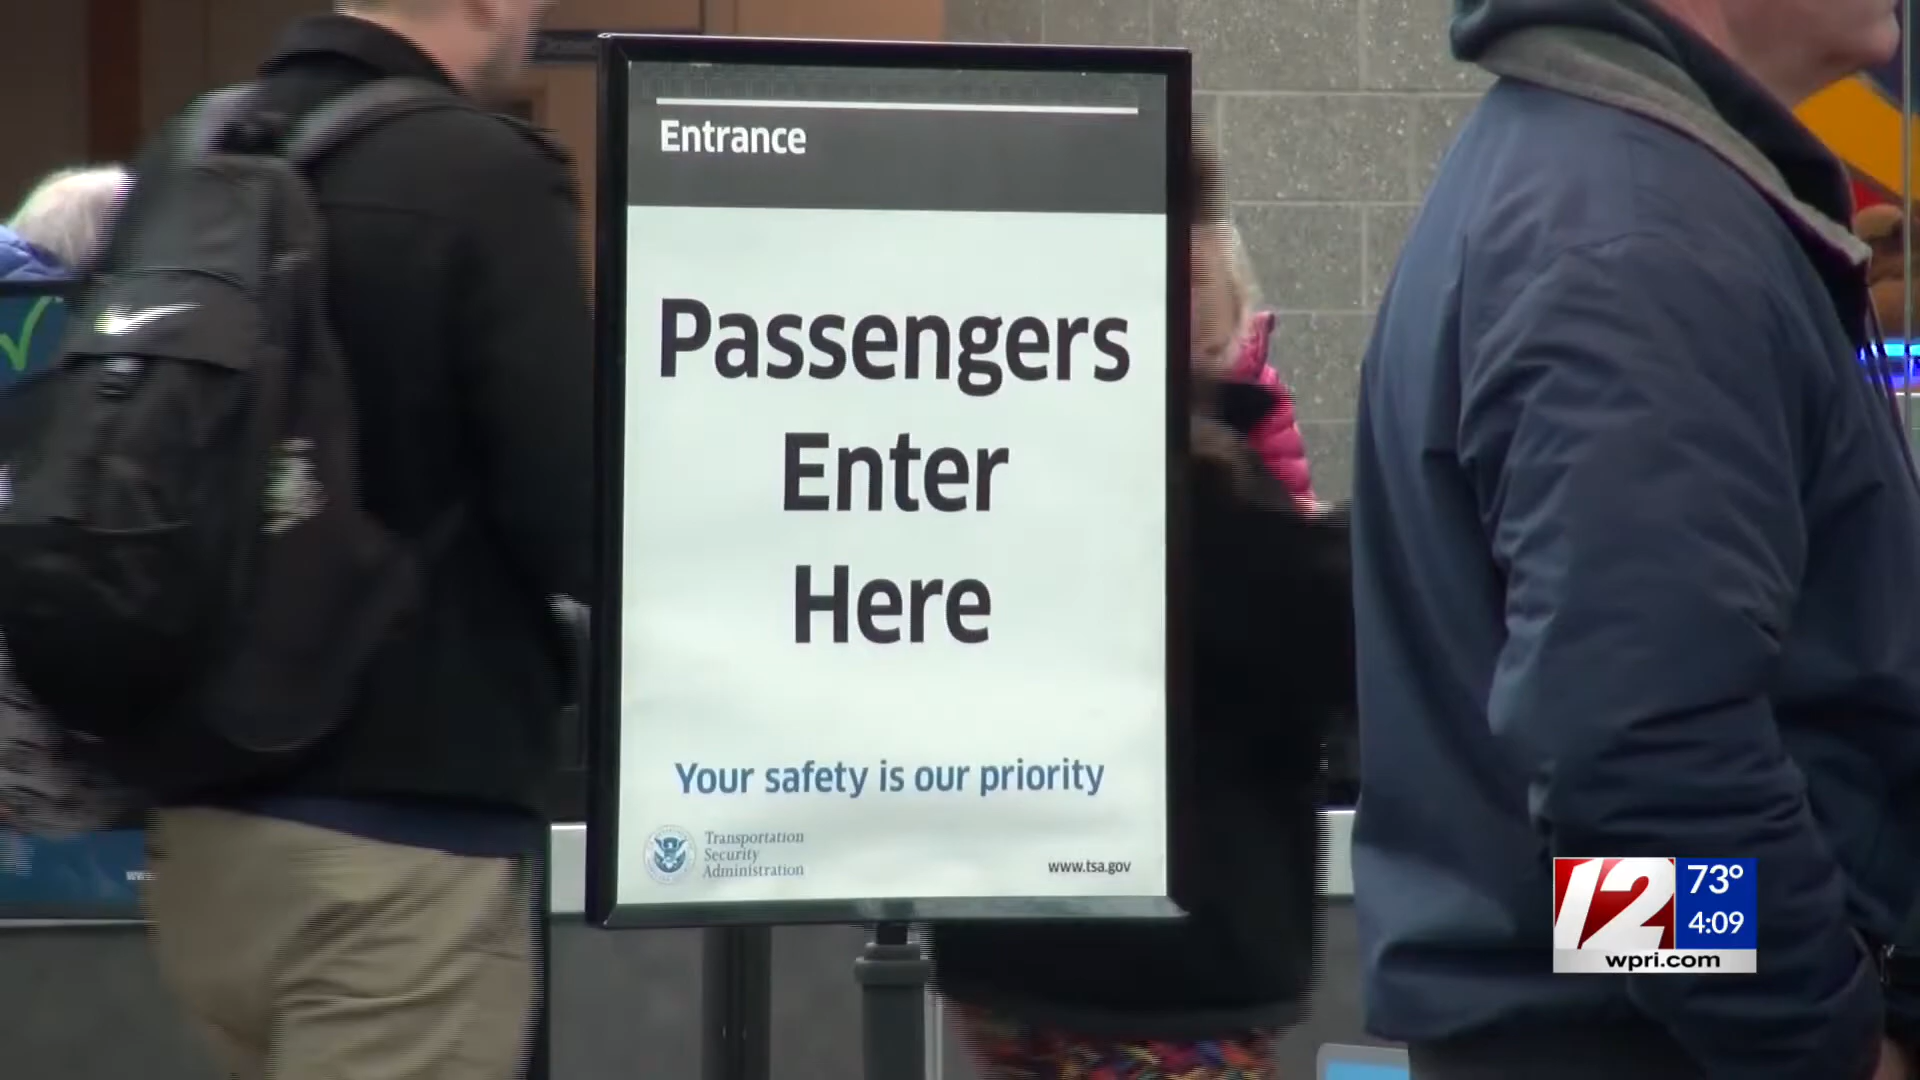 Entrance
Passengers
Enter
Here
Your safety is our priority
Transportation
Security
Administration
www.tsa.gov
12
73°
4:09
wpri.com